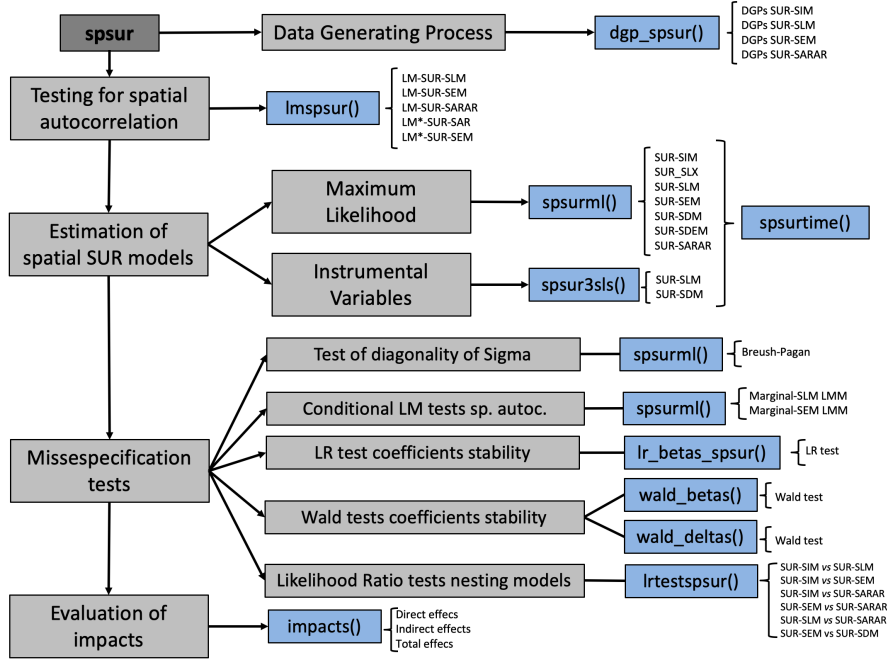 spsur
Data Generating Process
dgp_spsur()
DGPs SUR-SIM
DGPs SUR-SLM
DGPs SUR-SEM
DGPs SUR-SARAR
Testing for spatial
autocorrelation
lmspsur()
LM-SUR-SLM
LM-SUR-SEM
LM-SUR-SARAR
LM*-SUR-SAR
LM*-SUR-SEM
Estimation of
spatial SUR models
Maximum
Likelihood
spsurml()
SUR-SIM
SUR_SLX
SUR-SLM
SUR-SEM
SUR-SDM
SUR-SDEM
SUR-SARAR
spsurtime()
Instrumental
Variables
spsur3sls()
SUR-SLM
SUR-SDM
Missespecification
tests
Test of diagonality of Sigma
spsurml()
Breush-Pagan
Conditional LM tests sp. autoc.
spsurml()
Marginal-SLM LMM
Marginal-SEM LMM
LR test coefficients stability
lr_betas_spsur()
LR test
Wald tests coefficients stability
wald_betas()
Wald test
wald_deltas()
Wald test
Likelihood Ratio tests nesting models
lrtestspsur()
SUR-SIM vs SUR-SLM
SUR-SIM vs SUR-SEM
SUR-SIM vs SUR-SARAR
SUR-SEM vs SUR-SARAR
SUR-SLM vs SUR-SARAR
SUR-SEM vs SUR-SDM
Evaluation of
impacts
impacts()
Direct effecs
Indirect effects
Total effecs